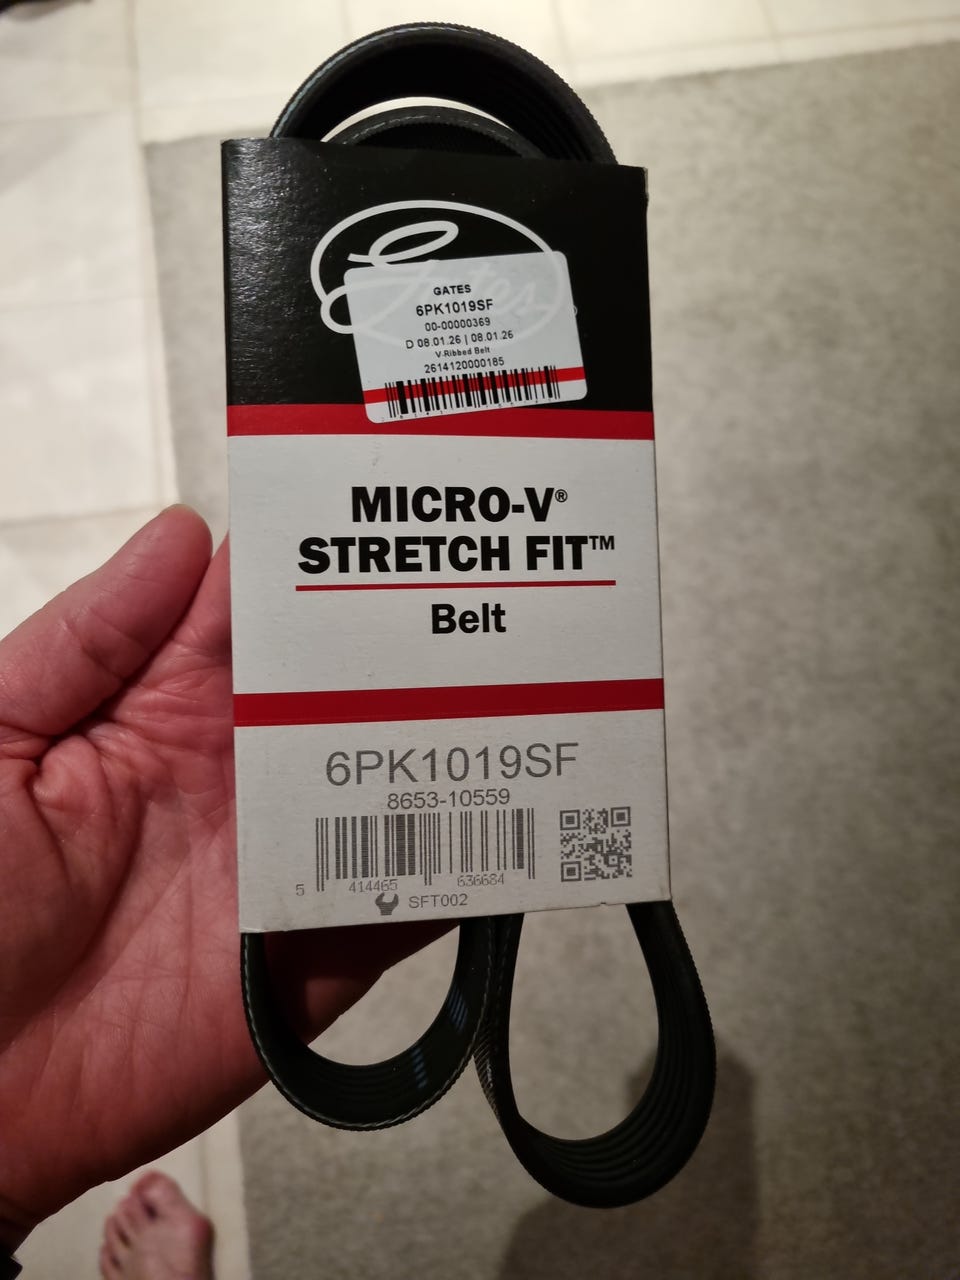 Gates
GATES
6PK1019SF
00-00000369
D 08.01.26 | 08.01.26
V-Ribbed Belt
2614120000185
MICRO-V®
STRETCH FIT™
Belt
6PK1019SF
8653-10559
5 414465 636684
SFT002